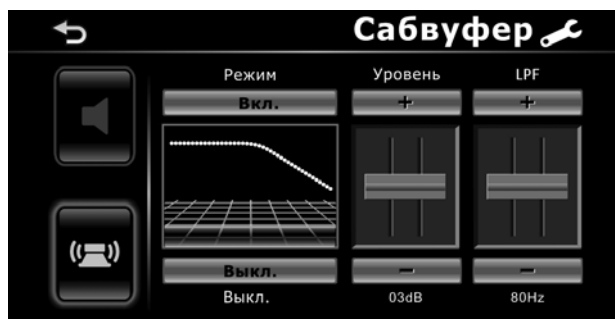 Сабвуфер
Режим Уровень LPF
Вкл. + +
Выкл. – –
Выкл. 03dB 80Hz